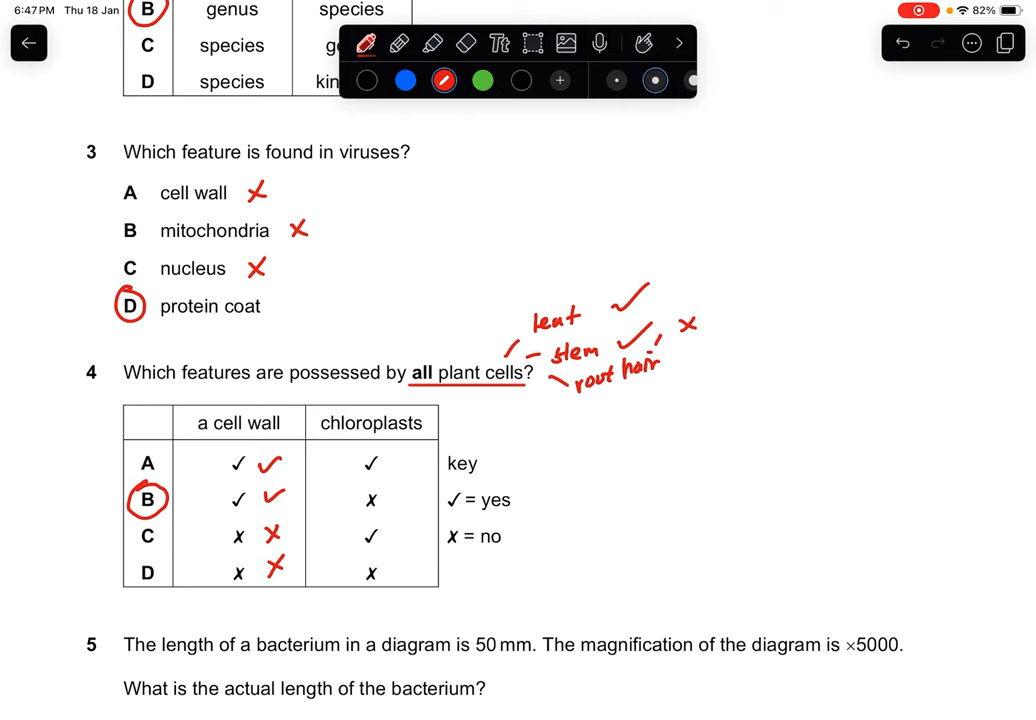 6:47 PM Thu 18 Jan
82%
B genus species
C species g
D species kin
Tt
3 Which feature is found in viruses?
A cell wall ✗
B mitochondria ✗
C nucleus ✗
D protein coat
leaf ✓
stem ✓ ✗
root hair
4 Which features are possessed by all plant cells?
a cell wall chloroplasts
A ✓ ✓ ✓ key
B ✓ ✓ ✗ ✓ = yes
C ✗ ✗ ✓ ✗ = no
D ✗ ✗ ✗
5 The length of a bacterium in a diagram is 50 mm. The magnification of the diagram is ×5000.
What is the actual length of the bacterium?